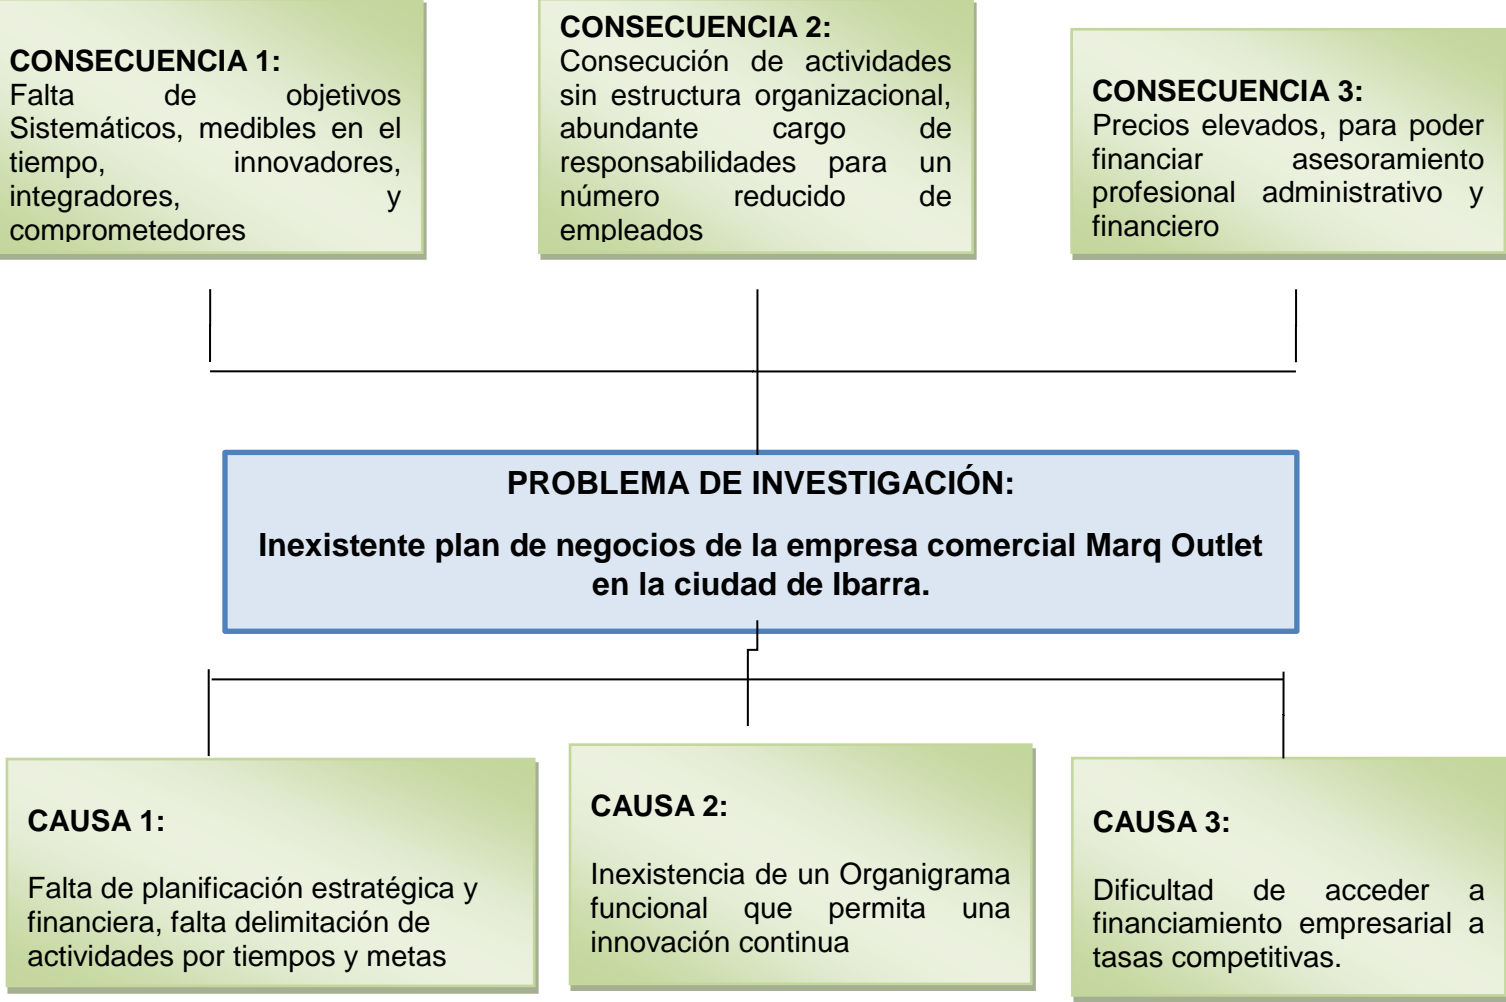 CONSECUENCIA 1:
Falta de objetivos
Sistemáticos, medibles en el
tiempo, innovadores,
integradores, y
comprometedores
CONSECUENCIA 2:
Consecución de actividades
sin estructura organizacional,
abundante cargo de
responsabilidades para un
número reducido de
empleados
CONSECUENCIA 3:
Precios elevados, para poder
financiar asesoramiento
profesional administrativo y
financiero
PROBLEMA DE INVESTIGACIÓN:
Inexistente plan de negocios de la empresa comercial Marq Outlet
en la ciudad de Ibarra.
CAUSA 1:
Falta de planificación estratégica y
financiera, falta delimitación de
actividades por tiempos y metas
CAUSA 2:
Inexistencia de un Organigrama
funcional que permita una
innovación continua
CAUSA 3:
Dificultad de acceder a
financiamiento empresarial a
tasas competitivas.